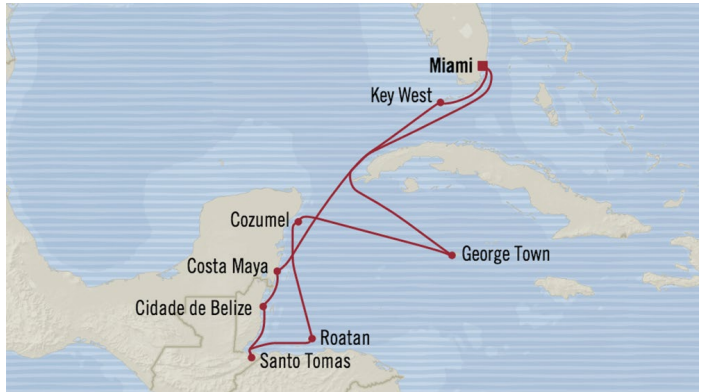 Miami
Key West
Cozumel
George Town
Costa Maya
Cidade de Belize
Roatan
Santo Tomas